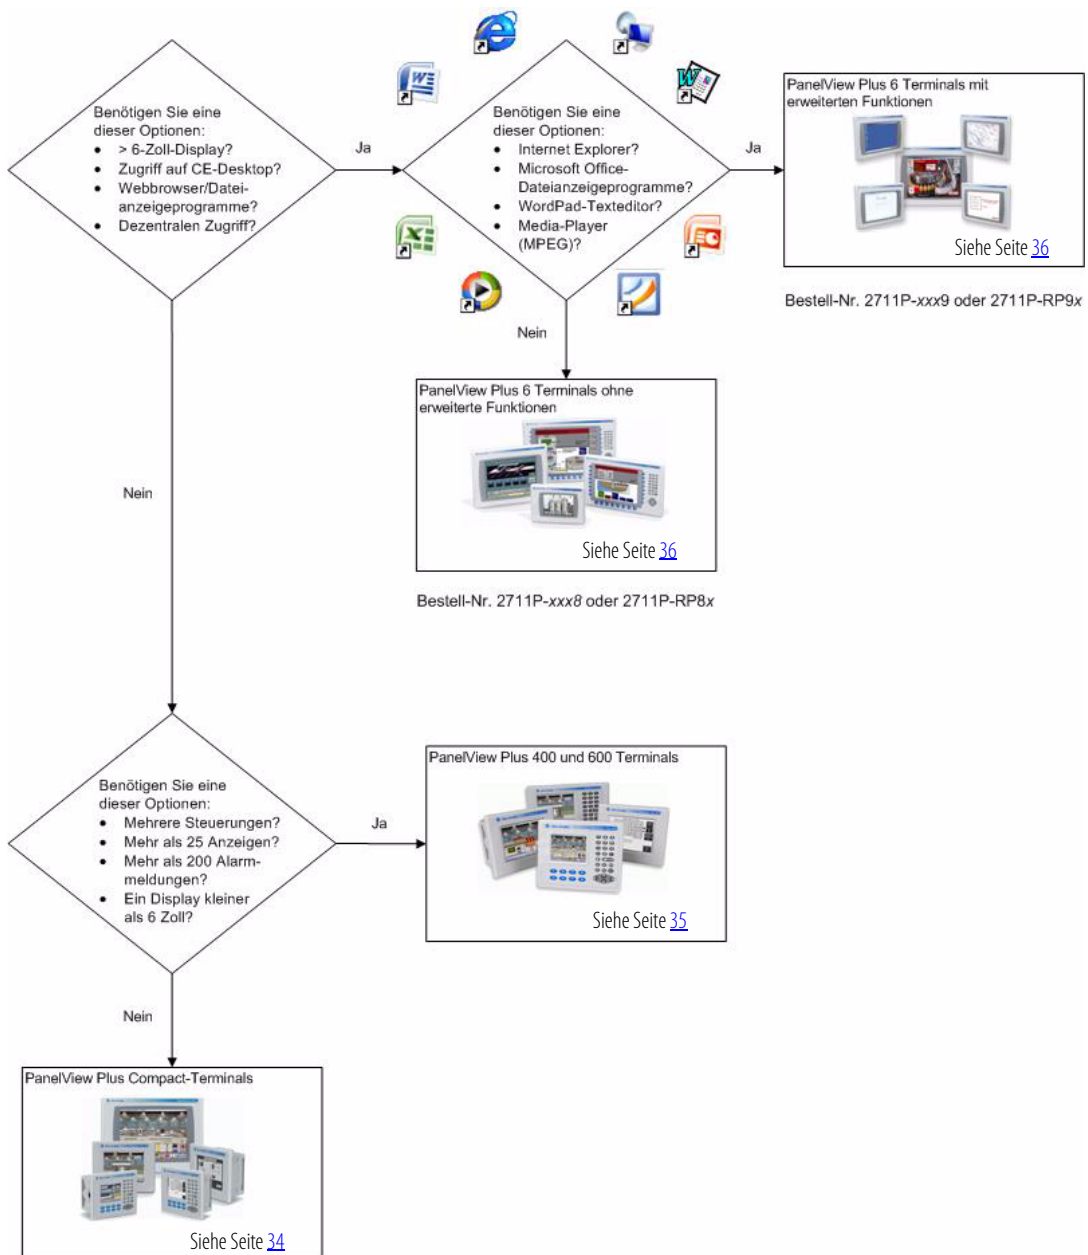 Benötigen Sie eine
dieser Optionen:
• > 6-Zoll-Display?
• Zugriff auf CE-Desktop?
• Webbrowser/Datei-
anzeigeprogramme?
• Dezentralen Zugriff?
Ja
Benötigen Sie eine
dieser Optionen:
• Internet Explorer?
• Microsoft Office-
Dateianzeigeprogramme?
• WordPad-Texteditor?
• Media-Player
(MPEG)?
Ja
PanelView Plus 6 Terminals mit
erweiterten Funktionen
Siehe Seite 36
Bestell-Nr. 2711P-xxx9 oder 2711P-RP9x
Nein
PanelView Plus 6 Terminals ohne
erweiterte Funktionen
Siehe Seite 36
Bestell-Nr. 2711P-xxx8 oder 2711P-RP8x
Nein
Benötigen Sie eine
dieser Optionen:
• Mehrere Steuerungen?
• Mehr als 25 Anzeigen?
• Mehr als 200 Alarm-
meldungen?
• Ein Display kleiner
als 6 Zoll?
Ja
PanelView Plus 400 und 600 Terminals
Siehe Seite 35
Nein
PanelView Plus Compact-Terminals
Siehe Seite 34